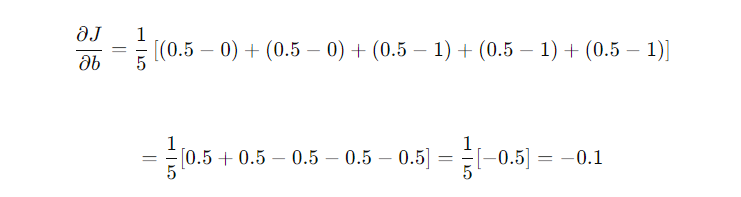 ∂J/∂b = 1/5 [(0.5 − 0) + (0.5 − 0) + (0.5 − 1) + (0.5 − 1) + (0.5 − 1)]
= 1/5 [0.5 + 0.5 − 0.5 − 0.5 − 0.5] = 1/5 [−0.5] = −0.1